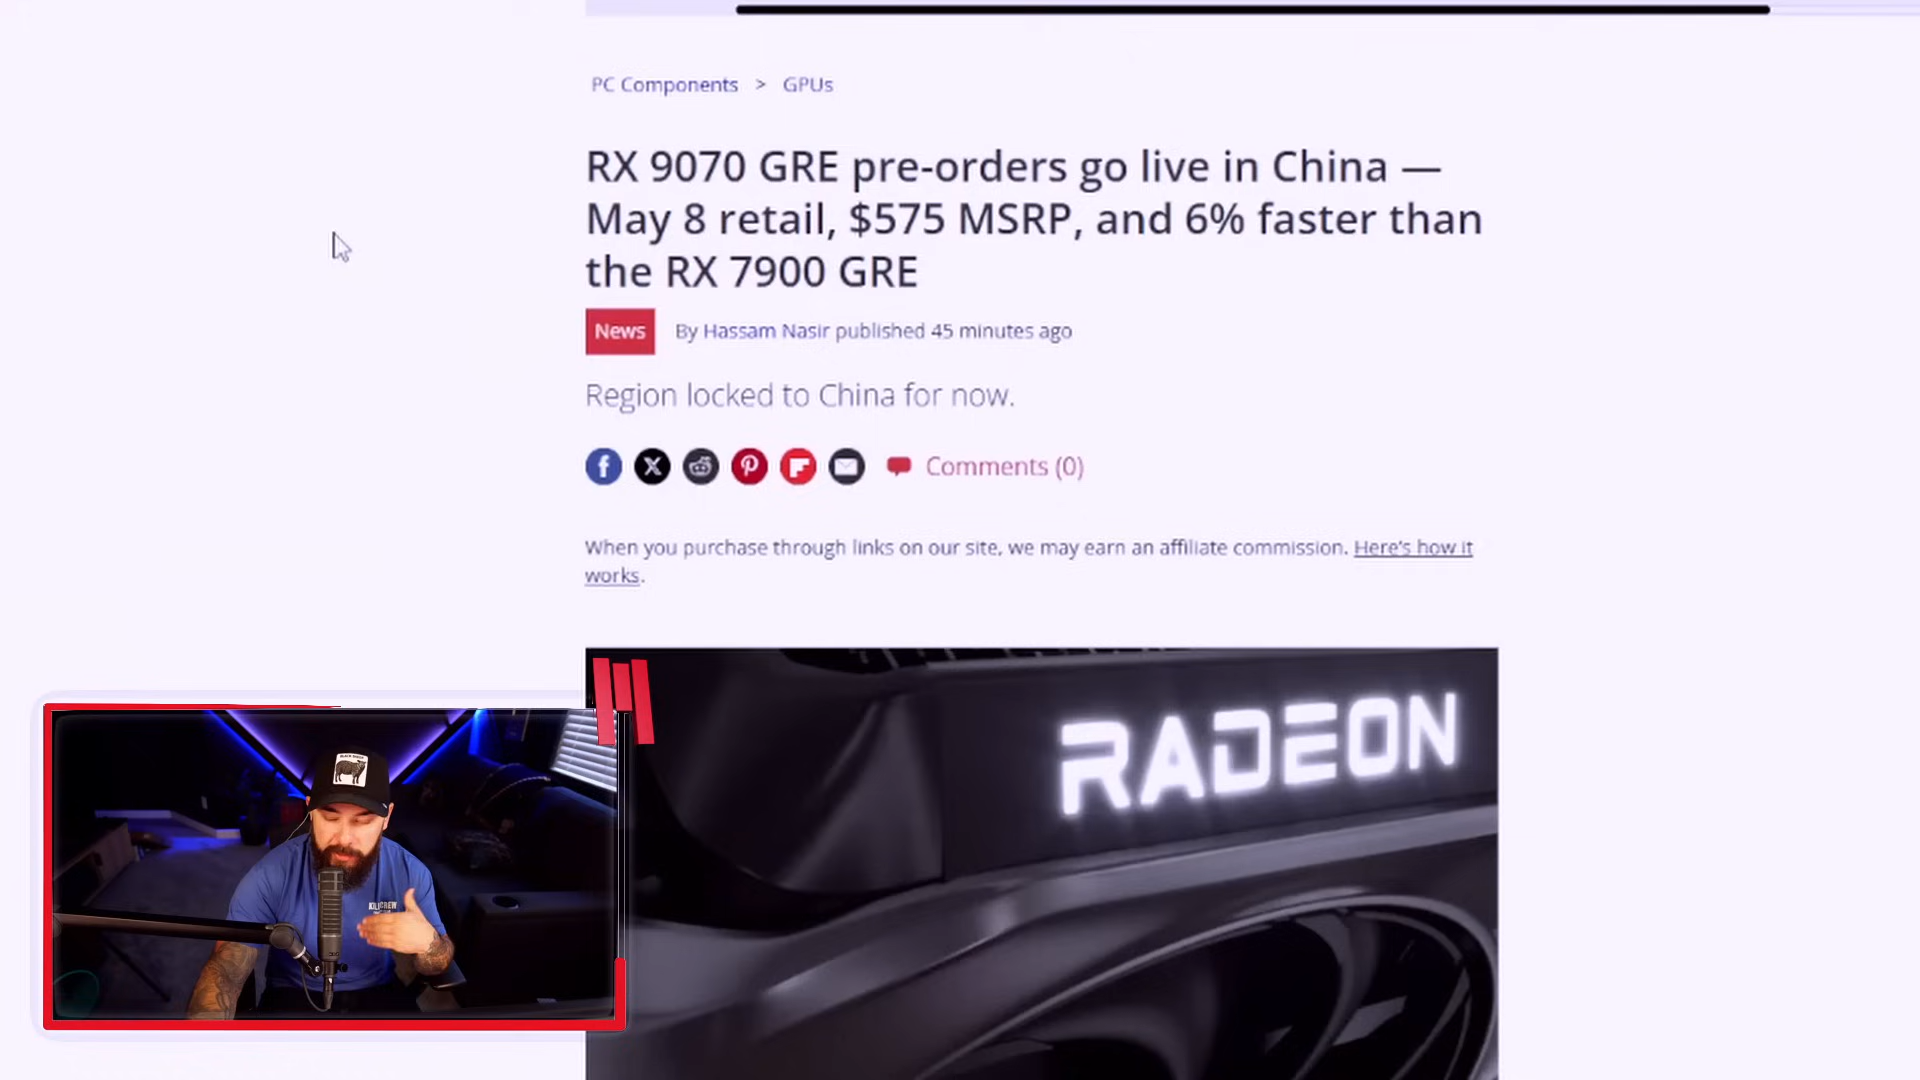 PC Components > GPUs
RX 9070 GRE pre-orders go live in China —
May 8 retail, $575 MSRP, and 6% faster than
the RX 7900 GRE
News By Hassam Nasir published 45 minutes ago
Region locked to China for now.
Comments (0)
When you purchase through links on our site, we may earn an affiliate commission. Here's how it
works.
RADEON